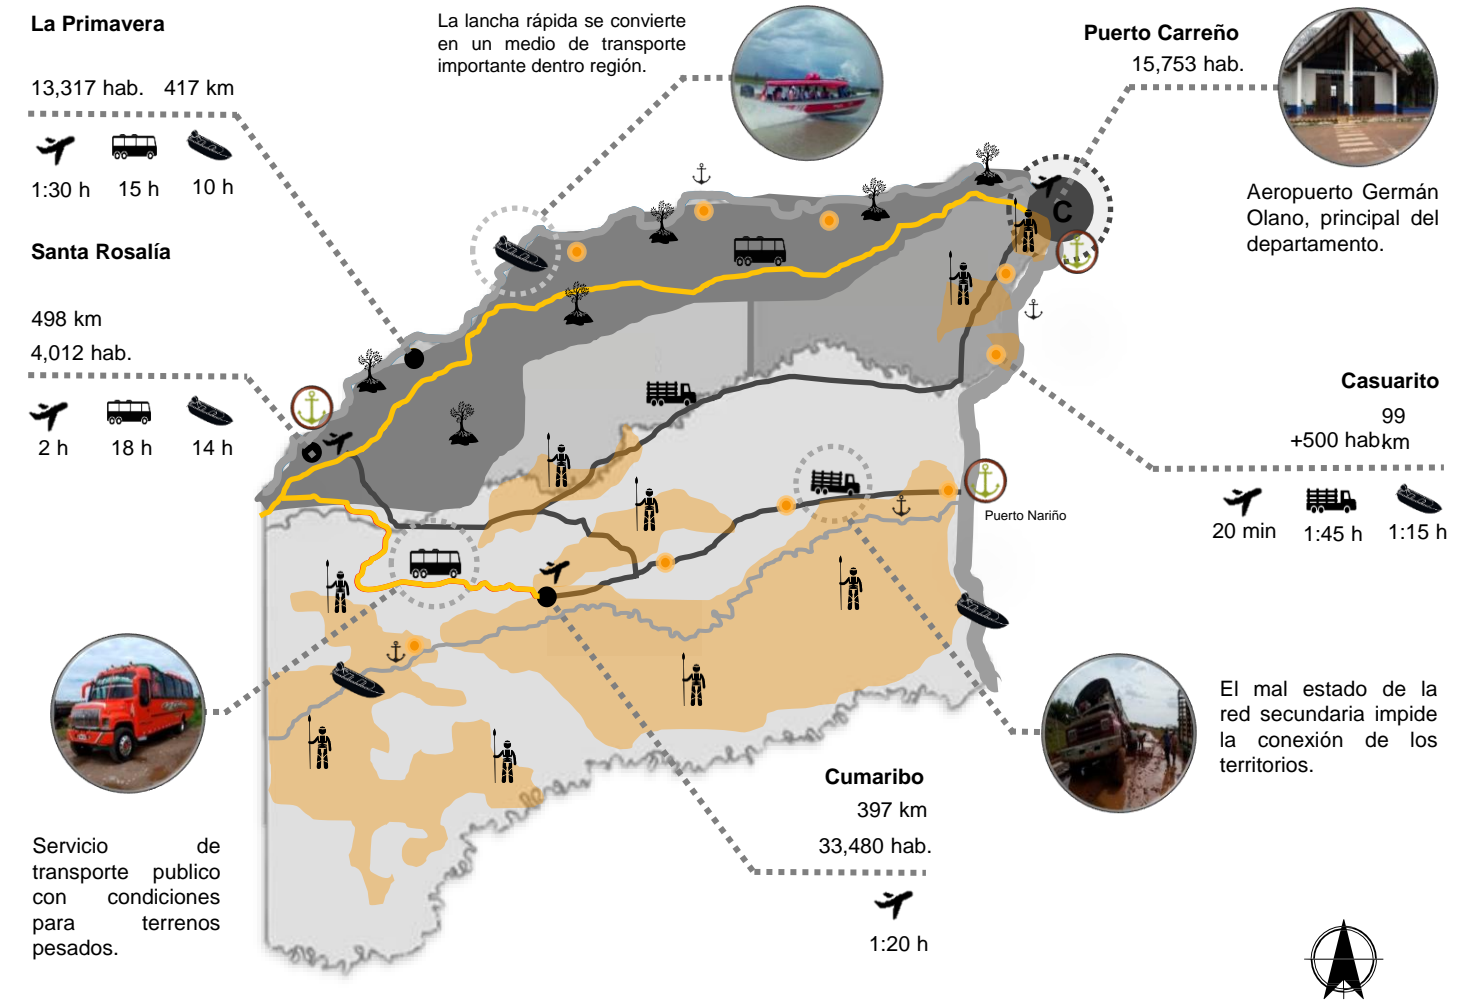 La Primavera
13,317 hab. 417 km
1:30 h 15 h 10 h
Santa Rosalía
498 km
4,012 hab.
2 h 18 h 14 h
La lancha rápida se convierte
en un medio de transporte
importante dentro región.
Puerto Carreño
15,753 hab.
C
Aeropuerto Germán
Olano, principal del
departamento.
Casuarito
99
+500 hab km
20 min 1:45 h 1:15 h
Puerto Nariño
El mal estado de la
red secundaria impide
la conexión de los
territorios.
Cumaribo
397 km
33,480 hab.
1:20 h
Servicio de
transporte publico
con condiciones
para terrenos
pesados.